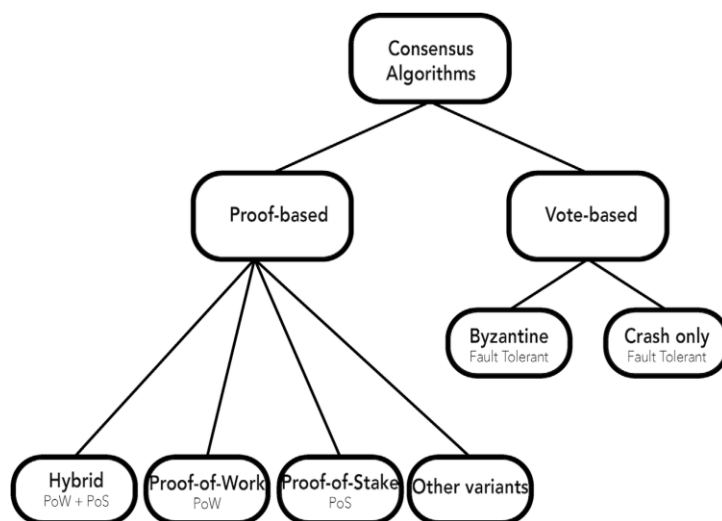 Consensus
Algorithms
Proof-based
Vote-based
Byzantine
Fault Tolerant
Crash only
Fault Tolerant
Hybrid
PoW + PoS
Proof-of-Work
PoW
Proof-of-Stake
PoS
Other variants